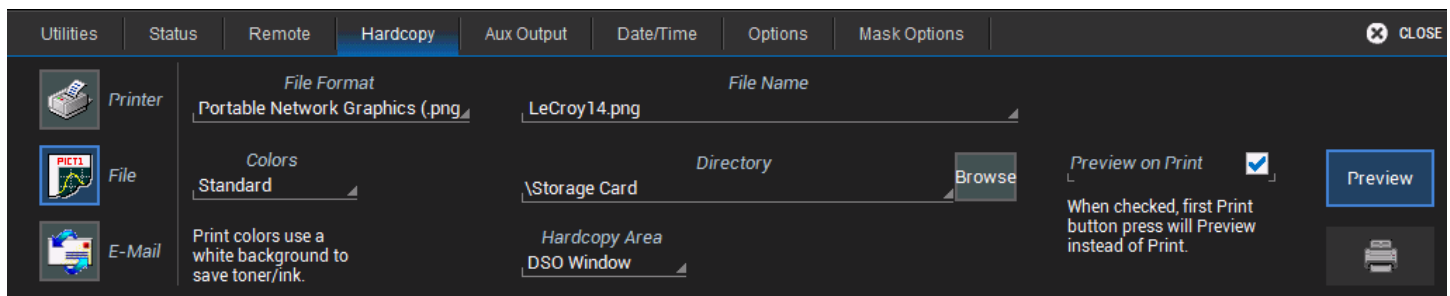 Utilities Status Remote Hardcopy Aux Output Date/Time Options Mask Options CLOSE
Printer
File Format
Portable Network Graphics (.png
File Name
LeCroy14.png
PICT1
File
Colors
Standard
Directory
\Storage Card
Browse
Preview on Print
When checked, first Print
button press will Preview
instead of Print.
Preview
E-Mail
Print colors use a
white background to
save toner/ink.
Hardcopy Area
DSO Window